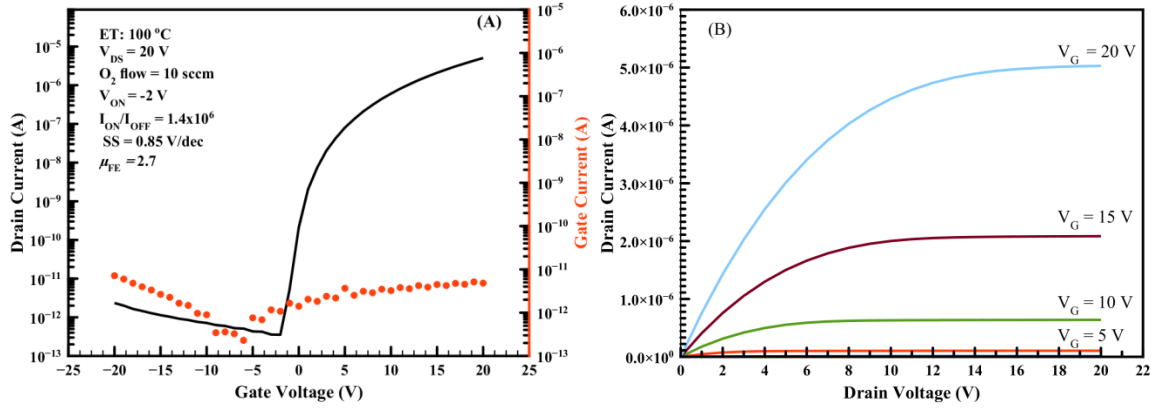 (A)
ET: 100 °C
V_DS = 20 V
O₂ flow = 10 sccm
V_ON = -2 V
I_ON/I_OFF = 1.4x10⁶
SS = 0.85 V/dec
μ_FE = 2.7
10⁻⁵
10⁻⁶
10⁻⁷
10⁻⁸
10⁻⁹
10⁻¹⁰
10⁻¹¹
10⁻¹²
10⁻¹³
Drain Current (A)
−25 −20 −15 −10 −5 0 5 10 15 20 25
Gate Voltage (V)
10⁻⁵
10⁻⁶
10⁻⁷
10⁻⁸
10⁻⁹
10⁻¹⁰
10⁻¹¹
10⁻¹²
10⁻¹³
Gate Current (A)
(B)
6.0×10⁻⁶
5.0×10⁻⁶
4.0×10⁻⁶
3.0×10⁻⁶
2.0×10⁻⁶
1.0×10⁻⁶
0.0×10⁰
Drain Current (A)
V_G = 20 V
V_G = 15 V
V_G = 10 V
V_G = 5 V
0 2 4 6 8 10 12 14 16 18 20 22
Drain Voltage (V)